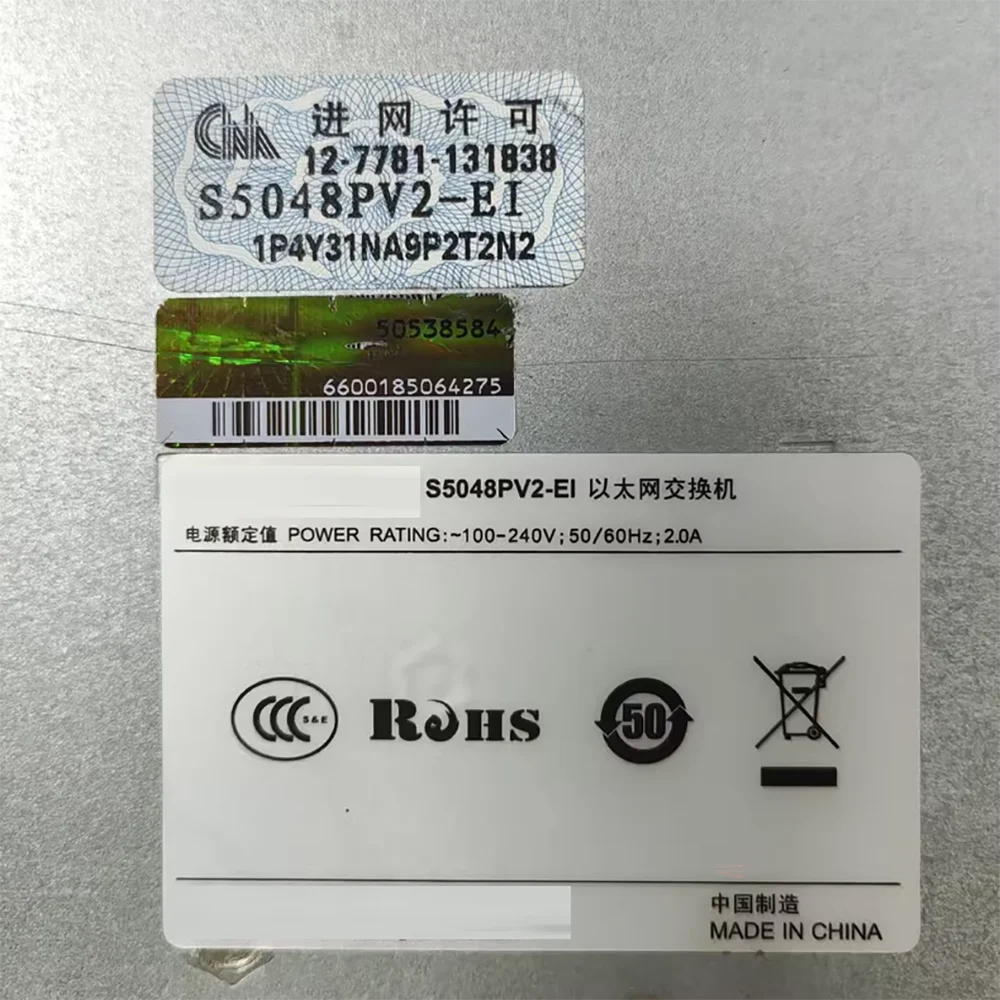 CNA 进网许可
12-7781-131838
S5048PV2-EI
1P4Y31NA9P2T2N2
50538584
6600185064275
S5048PV2-EI 以太网交换机
电源额定值 POWER RATING:~100-240V;50/60Hz;2.0A
CCC S&E RoHS 50
中国制造
MADE IN CHINA